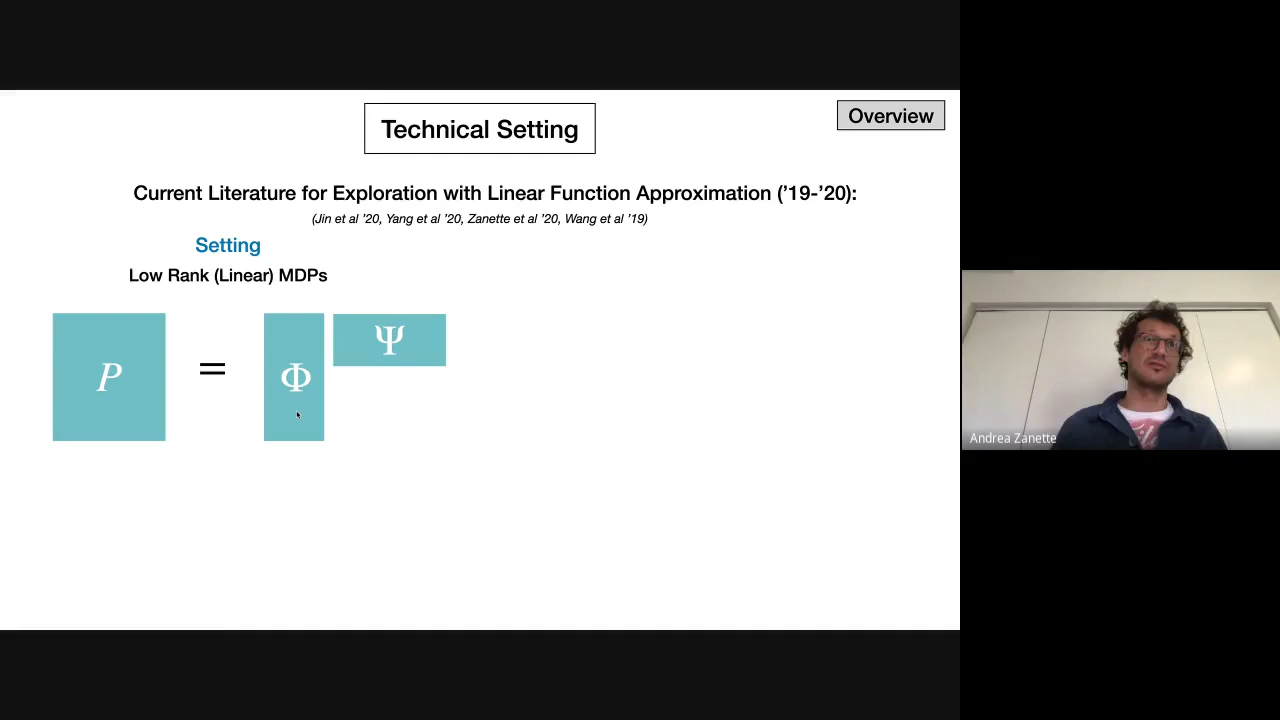 Technical Setting
Overview
Current Literature for Exploration with Linear Function Approximation ('19-'20):
(Jin et al '20, Yang et al '20, Zanette et al '20, Wang et al '19)
Setting
Low Rank (Linear) MDPs
P = Φ Ψ
Andrea Zanette